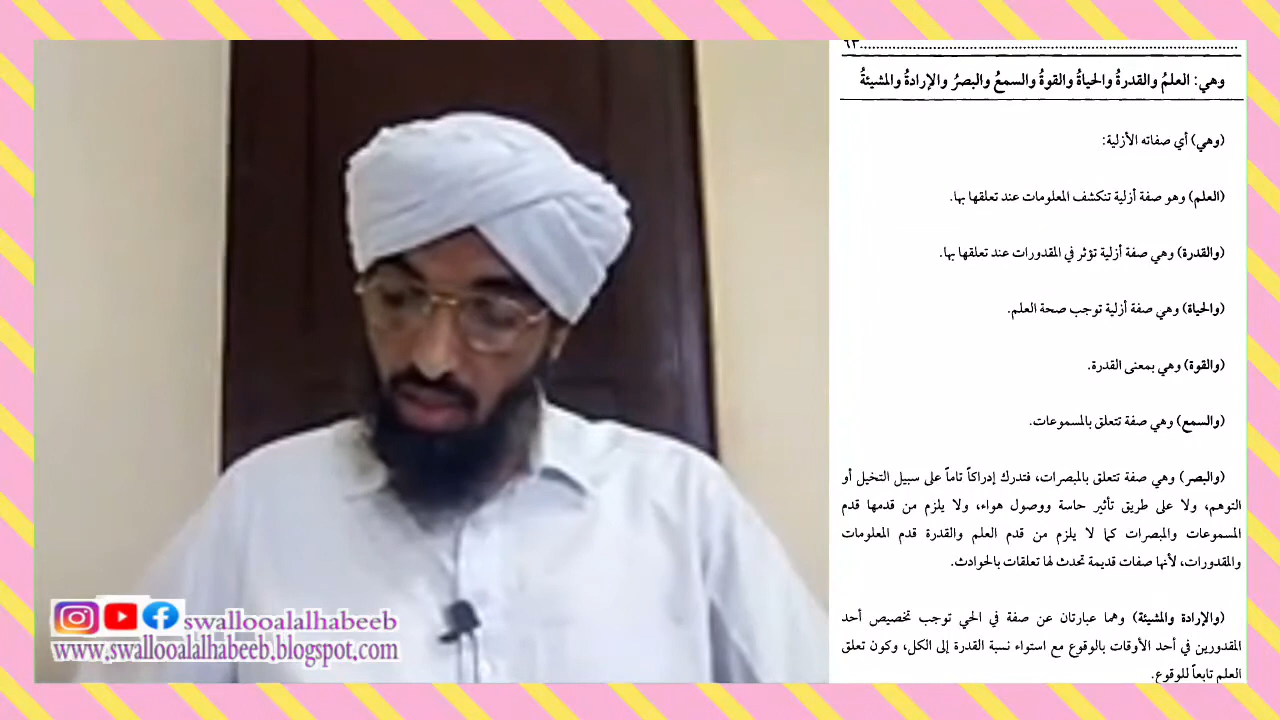 ٦٣
وهي: العلمُ والقدرةُ والحياةُ والقوةُ والسمعُ والبصرُ والإرادةُ والمشيئةُ
(وهي) أي صفاته الأزلية:
(العلم) وهو صفة أزلية تنكشف المعلومات عند تعلقها بها.
(والقدرة) وهي صفة أزلية تؤثر في المقدورات عند تعلقها بها.
(والحياة) وهي صفة أزلية توجب صحة العلم.
(والقوة) وهي بمعنى القدرة.
(والسمع) وهي صفة تتعلق بالمسموعات.
(والبصر) وهي صفة تتعلق بالمبصرات، فتدرك إدراكاً تاماً على سبيل التخيل أو
التوهم، ولا على طريق تأثير حاسة ووصول هواء، ولا يلزم من قدمها قدم
المسموعات والمبصرات كما لا يلزم من قدم العلم والقدرة قدم المعلومات
والمقدورات، لأنها صفات قديمة تحدث لها تعلقات بالحوادث.
(والإرادة والمشيئة) وهما عبارتان عن صفة في الحي توجب تخصيص أحد
المقدورين في أحد الأوقات بالوقوع مع استواء نسبة القدرة إلى الكل، وكون تعلق
العلم تابعاً للوقوع.
swallooalalhabeeb
www.swallooalalhabeeb.blogspot.com